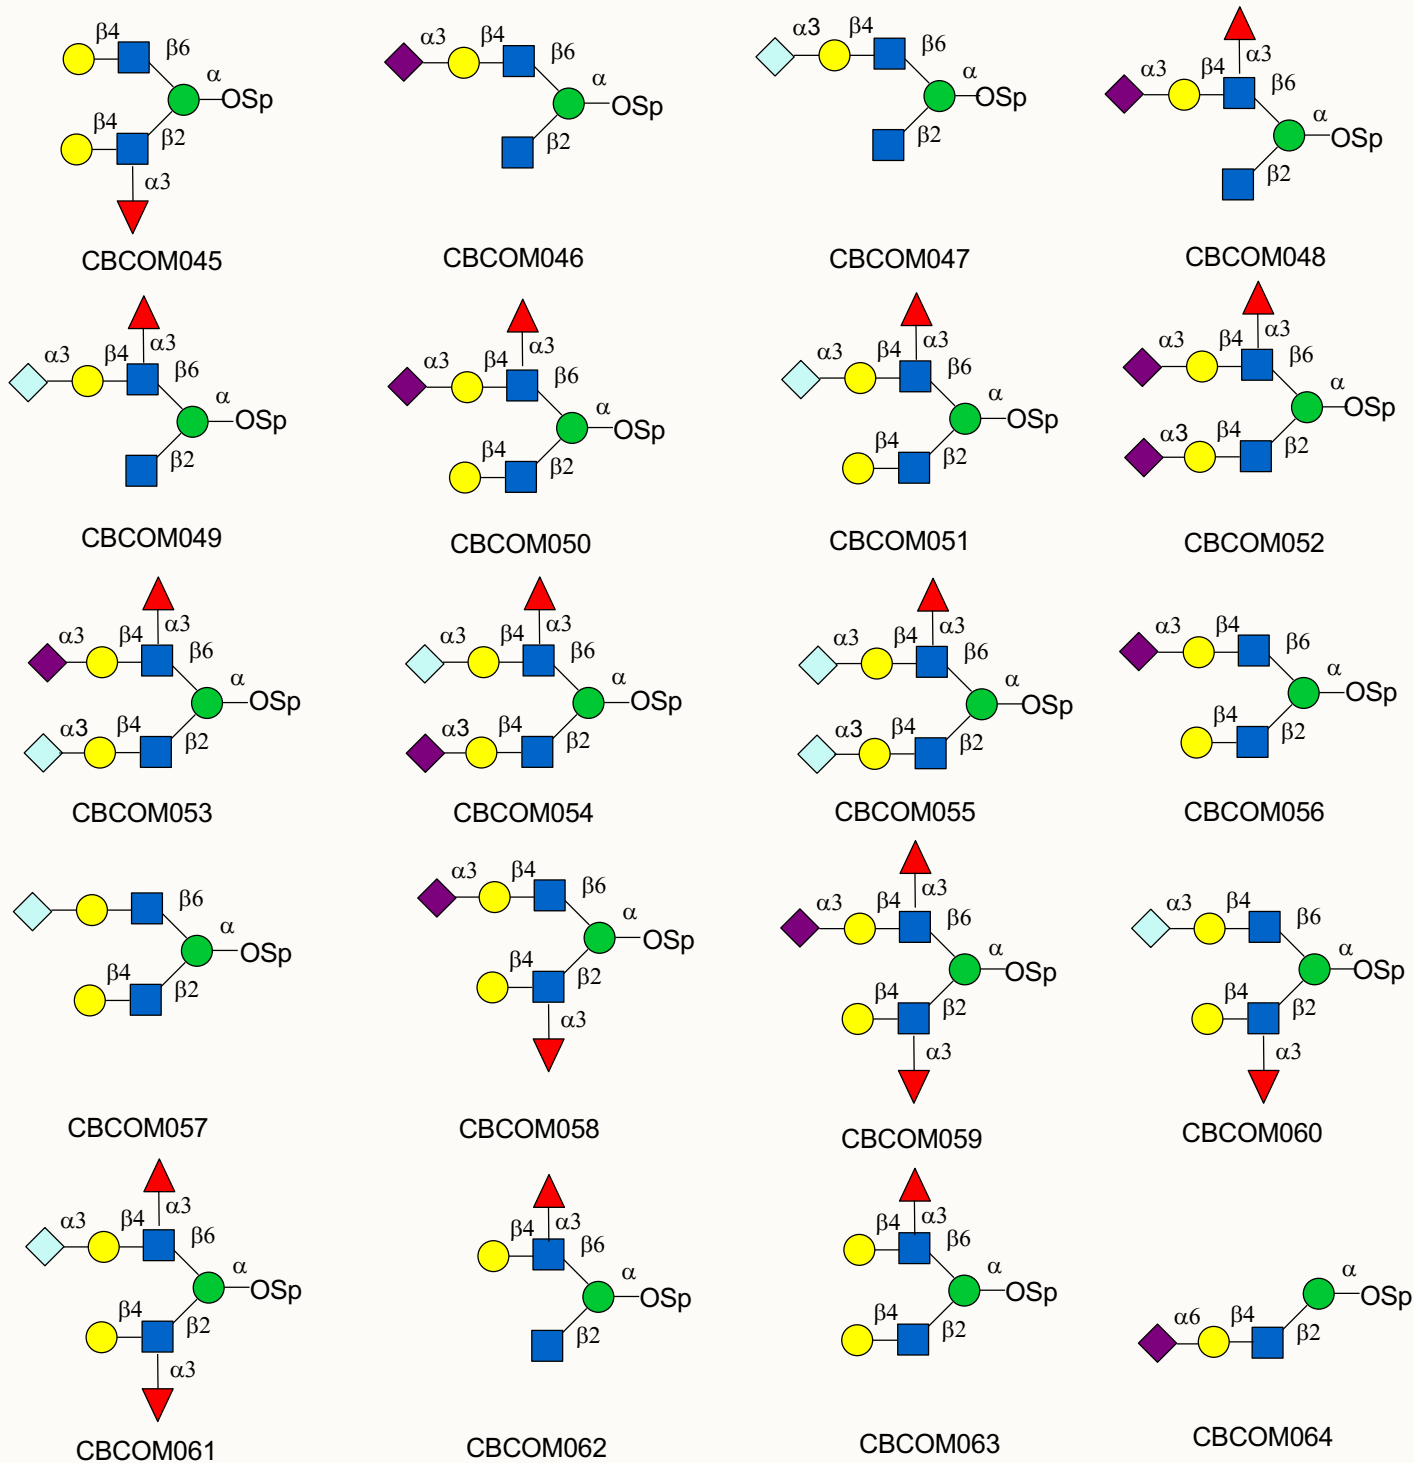 β4 β6 α OSp β4 β2 α3
CBCOM045
α3 β4 β6 α OSp β2
CBCOM046
α3 β4 β6 α OSp β2
CBCOM047
α3 α3 β4 β6 α OSp β2
CBCOM048
α3 α3 β4 β6 α OSp β2
CBCOM049
α3 α3 β4 β6 α OSp β4 β2
CBCOM050
α3 α3 β4 β6 α OSp β4 β2
CBCOM051
α3 α3 β4 β6 α OSp α3 β4 β2
CBCOM052
α3 β4 α3 β6 α OSp α3 β4 β2
CBCOM053
α3 β4 α3 β6 α OSp α3 β4 β2
CBCOM054
α3 β4 α3 β6 α OSp α3 β4 β2
CBCOM055
α3 β4 β6 α OSp β4 β2
CBCOM056
β6 α OSp β4 β2
CBCOM057
α3 β4 β6 α OSp β4 β2 α3
CBCOM058
α3 α3 β4 β6 α OSp β4 β2 α3
CBCOM059
α3 β4 β6 α OSp β4 β2 α3
CBCOM060
α3 α3 β4 β6 α OSp β4 β2 α3
CBCOM061
β4 α3 β6 α OSp β2
CBCOM062
β4 α3 β6 α OSp β4 β2
CBCOM063
α OSp α6 β4 β2
CBCOM064